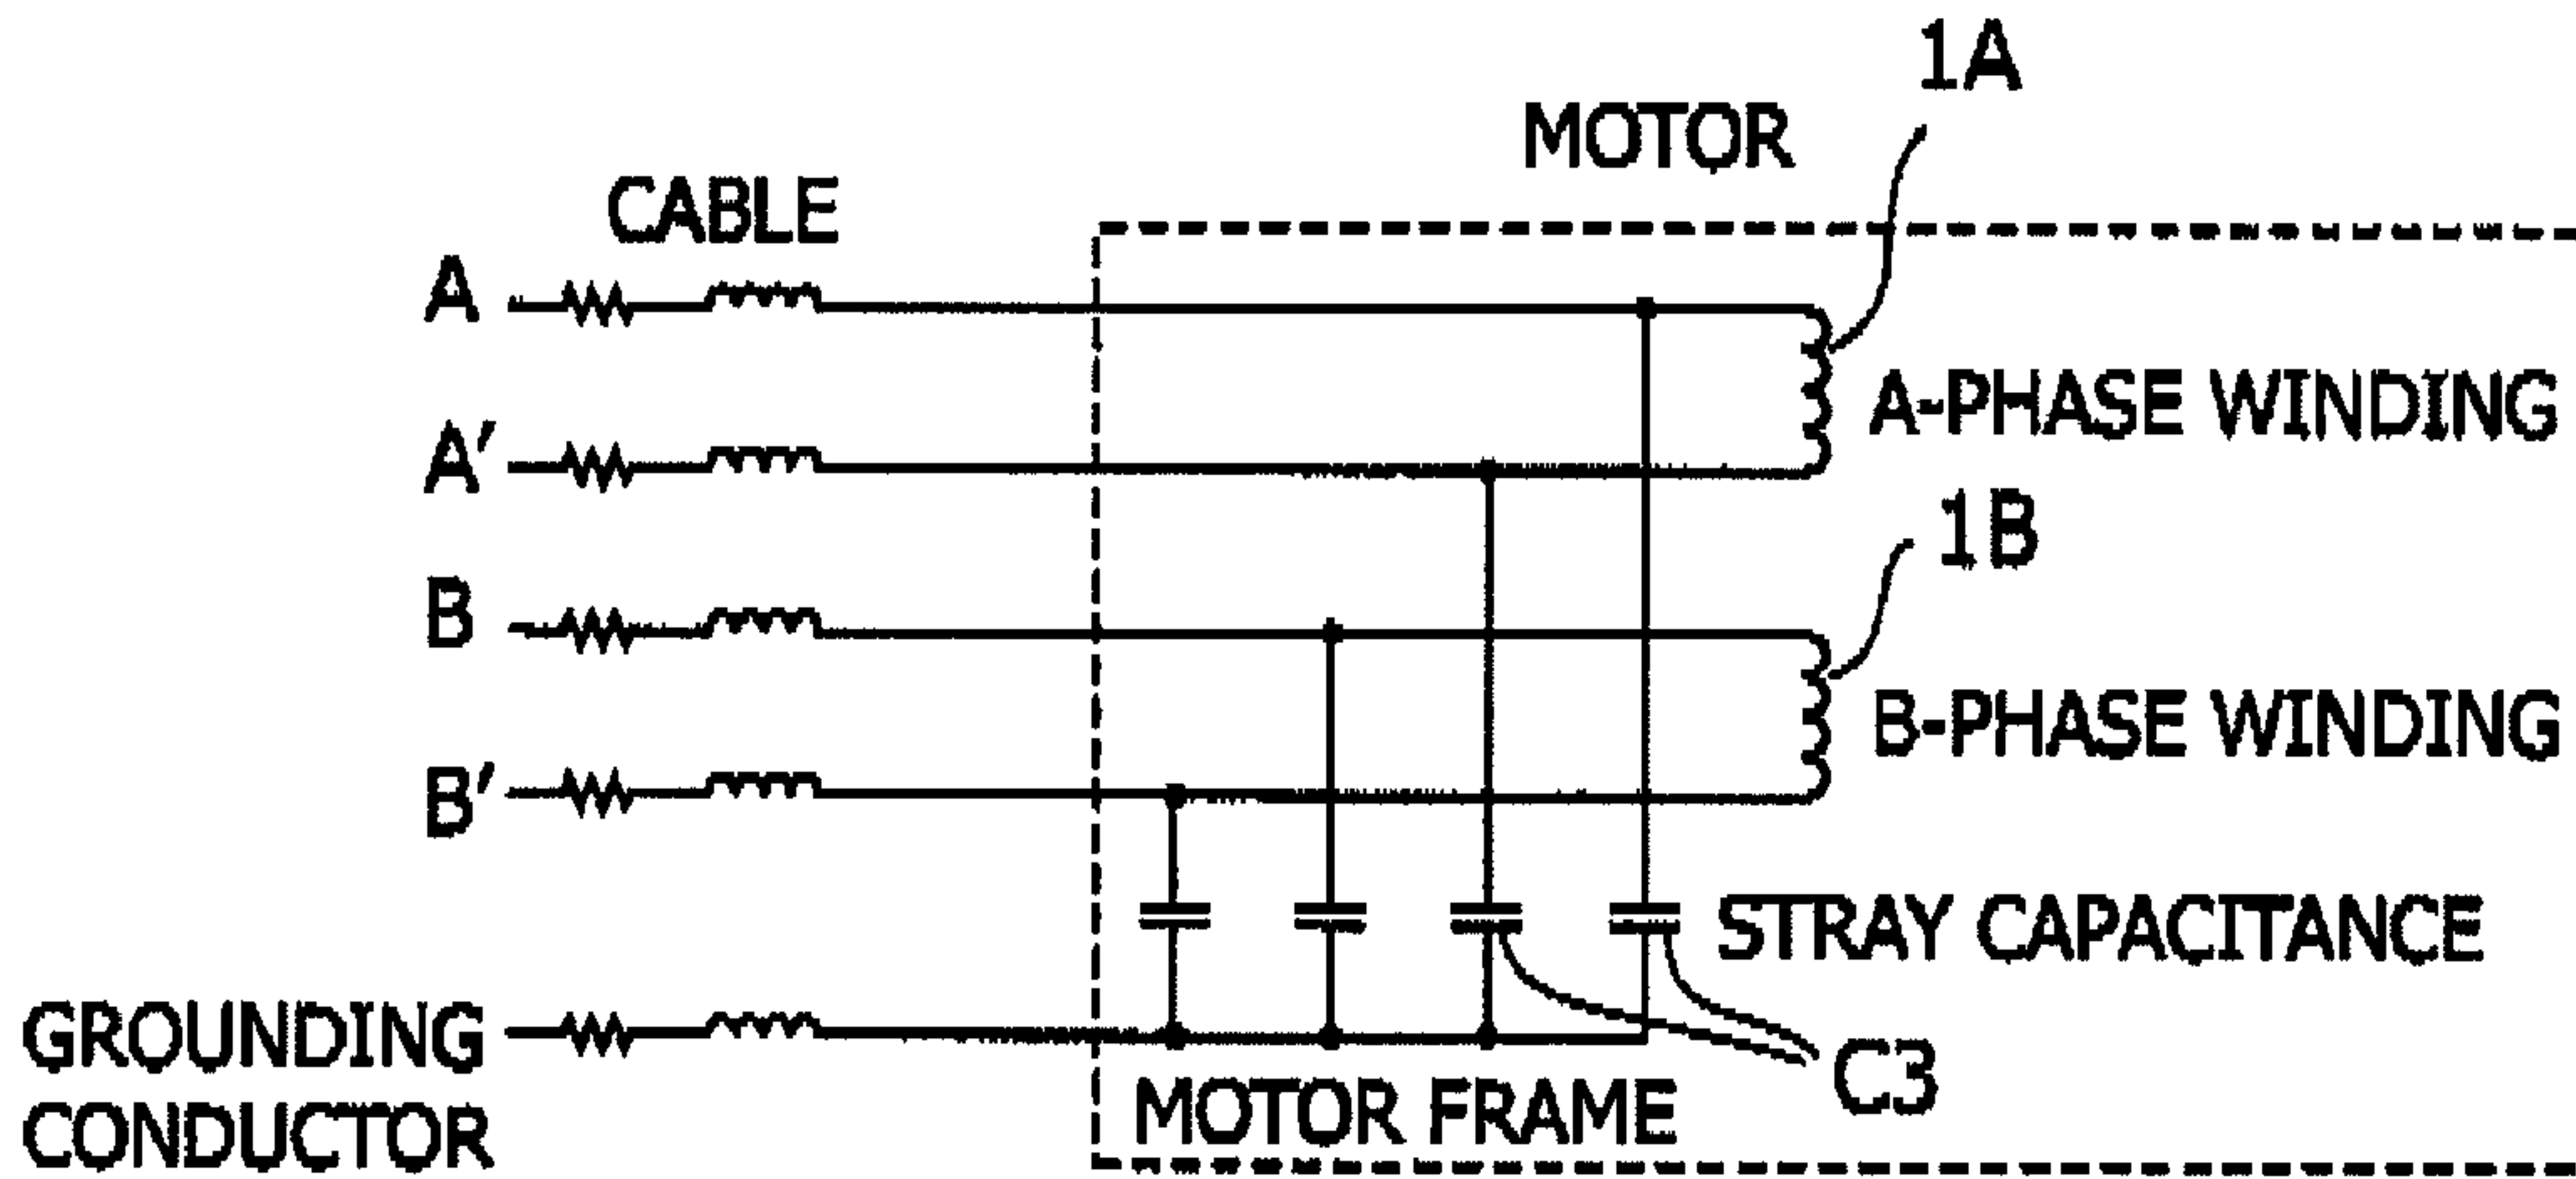 1A
MOTOR
CABLE
A
A-PHASE WINDING
A'
1B
B
B-PHASE WINDING
B'
STRAY CAPACITANCE
GROUNDING
CONDUCTOR
C3
MOTOR FRAME